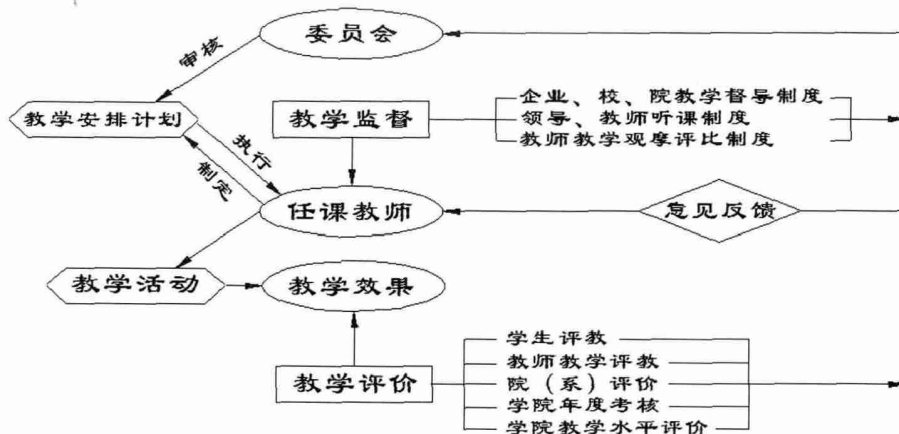 委员会
审核
教学安排计划
教学监督
企业、校、院教学督导制度
领导、教师听课制度
教师教学观摩评比制度
执行
制定
任课教师
意见反馈
教学活动
教学效果
学生评教
教师教学评教
教学评价
院（系）评价
学院年度考核
学院教学水平评价